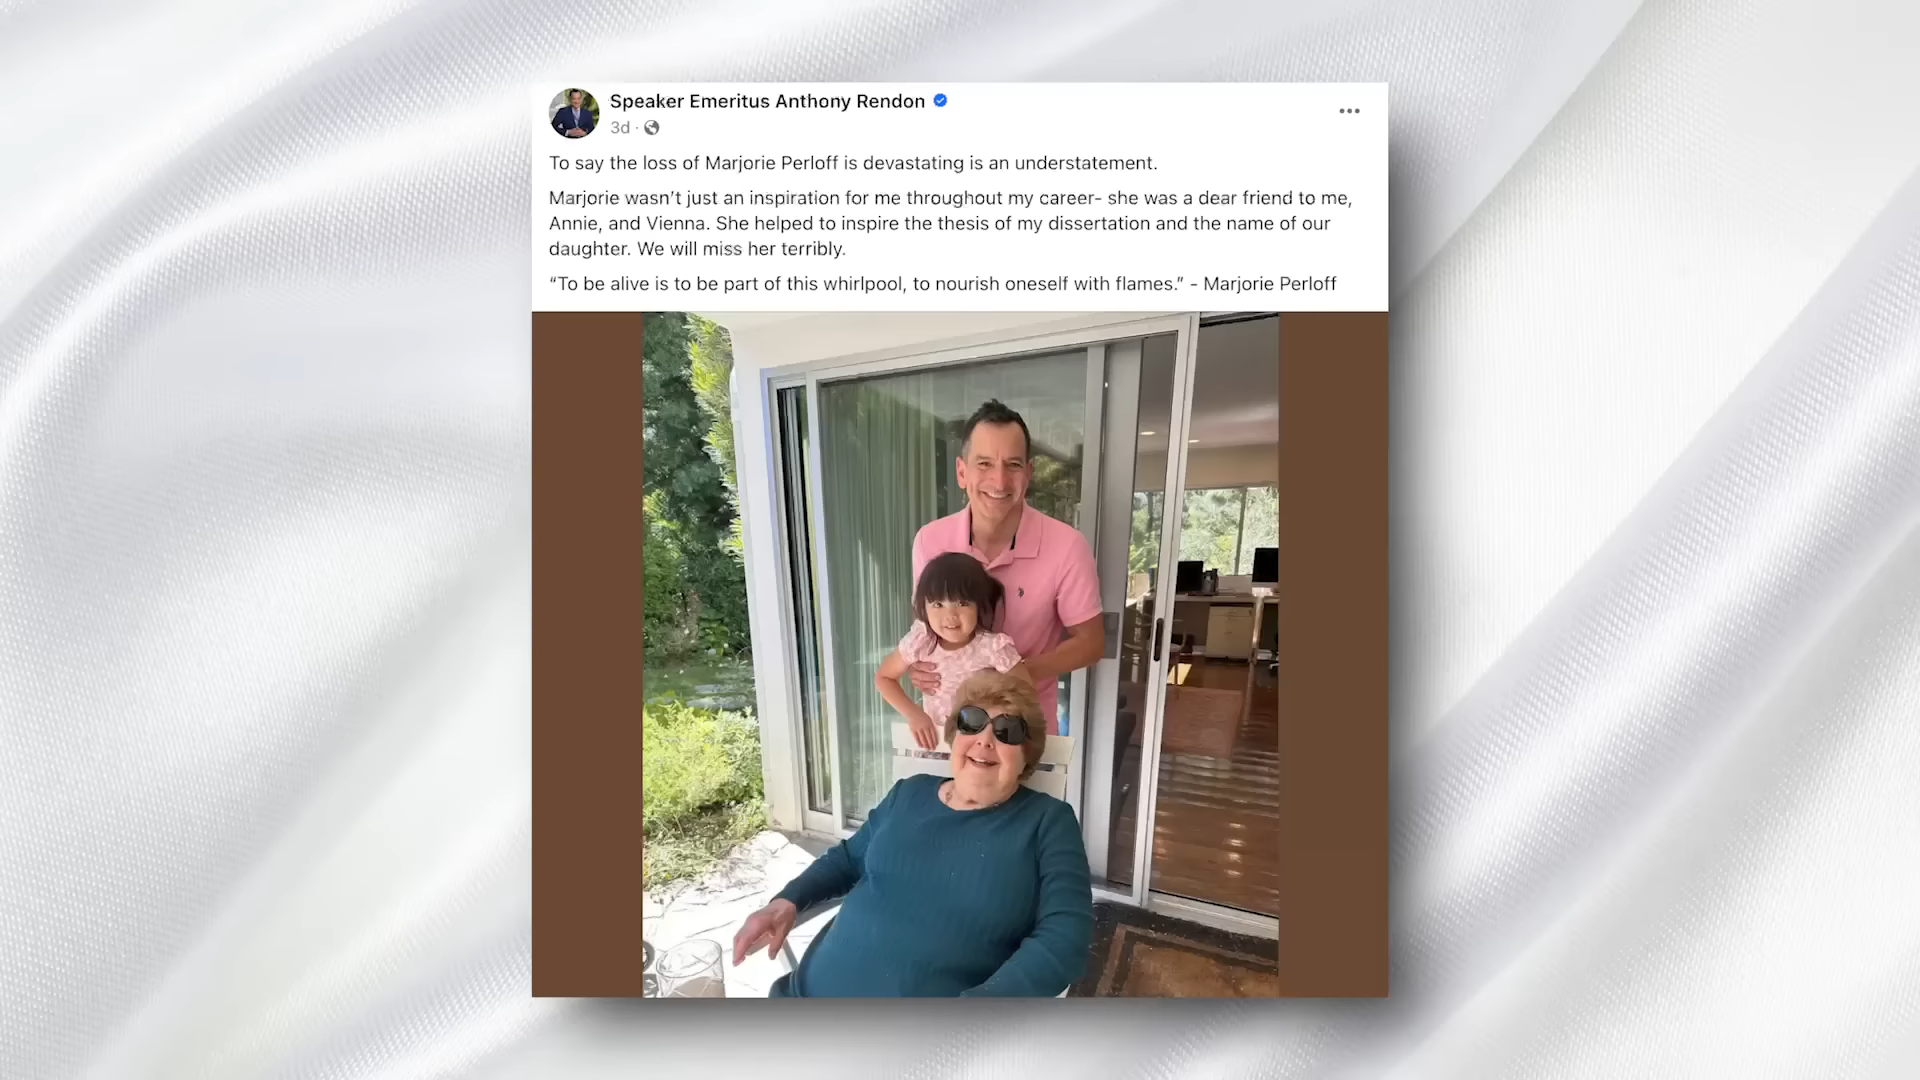 Speaker Emeritus Anthony Rendon
3d ·
To say the loss of Marjorie Perloff is devastating is an understatement.
Marjorie wasn’t just an inspiration for me throughout my career- she was a dear friend to me,
Annie, and Vienna. She helped to inspire the thesis of my dissertation and the name of our
daughter. We will miss her terribly.
“To be alive is to be part of this whirlpool, to nourish oneself with flames.” - Marjorie Perloff